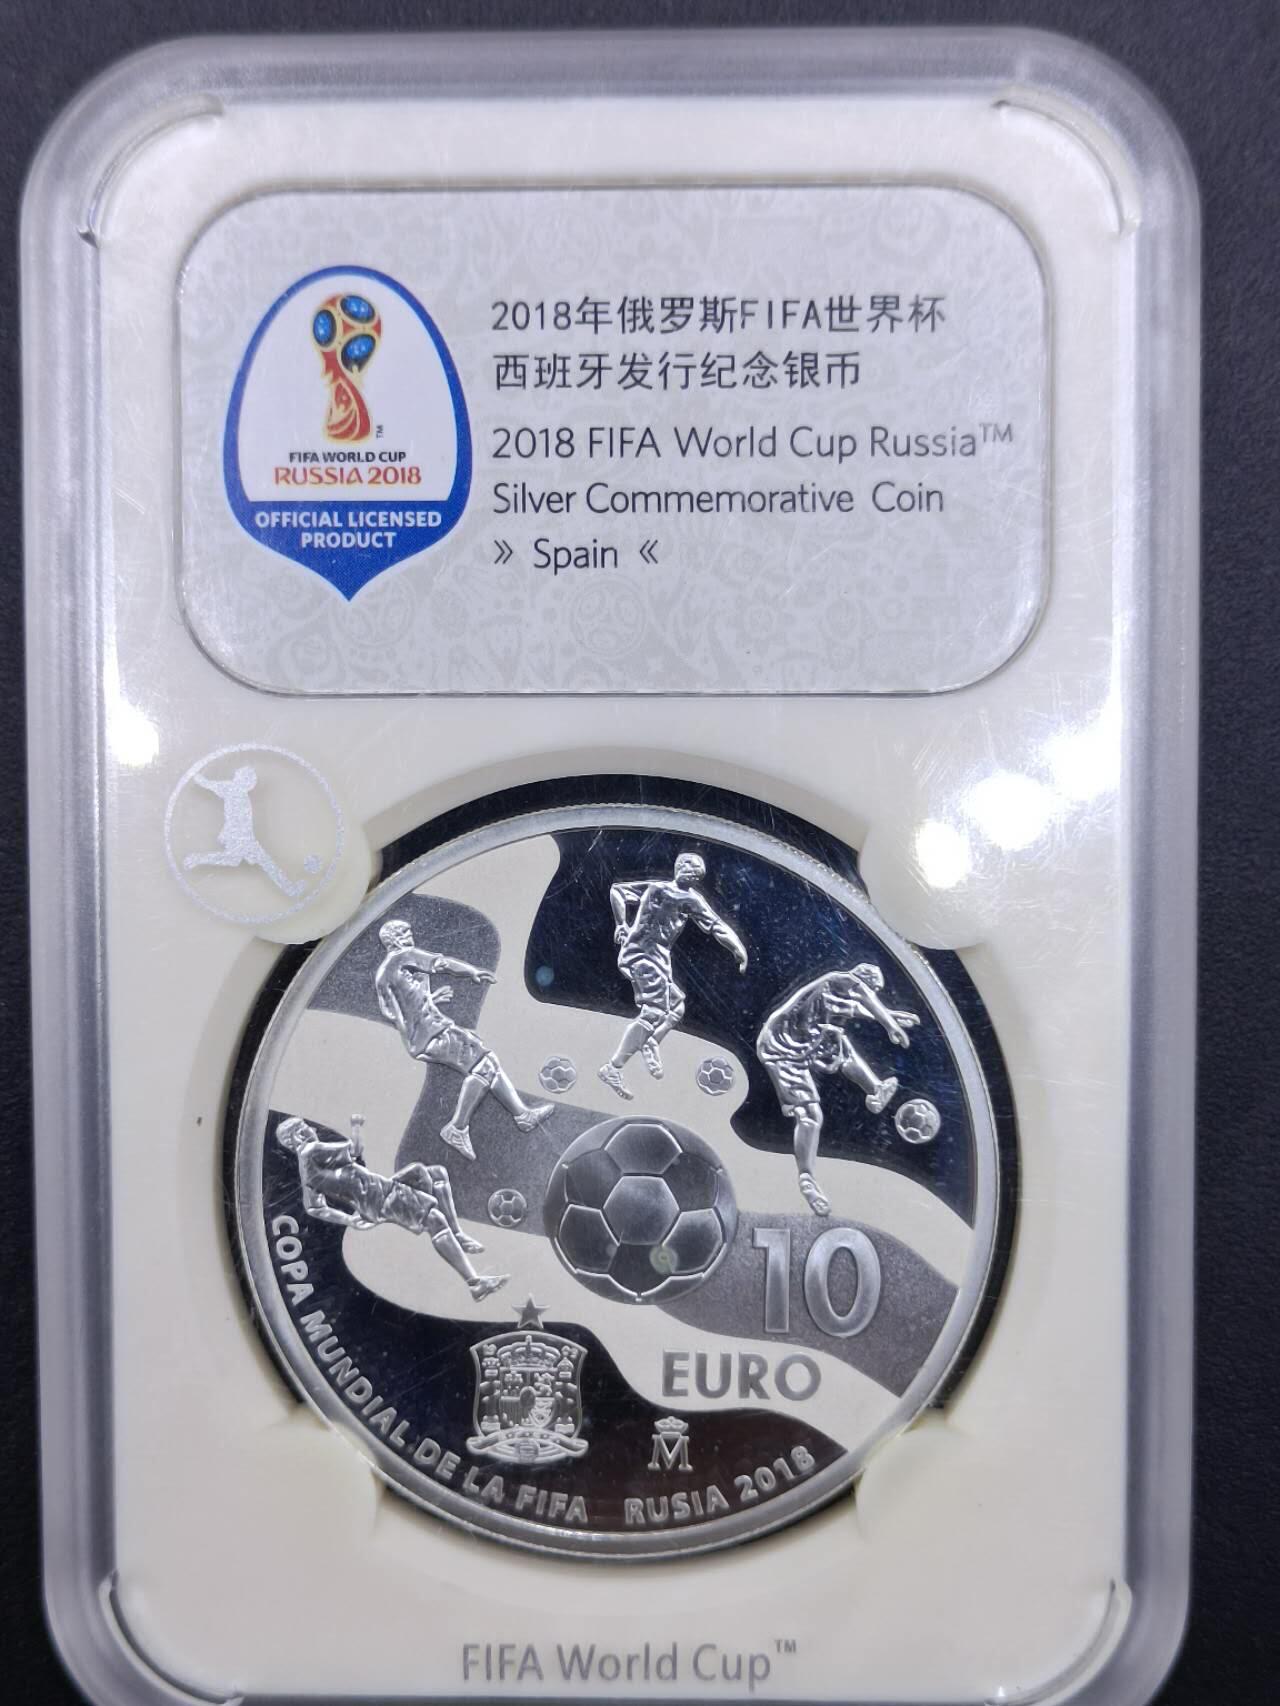 2018年俄罗斯FIFA世界杯
西班牙发行纪念银币
2018 FIFA World Cup Russia™
Silver Commemorative Coin
» Spain «
TM
FIFA WORLD CUP
RUSSIA 2018
OFFICIAL LICENSED
PRODUCT
10
EURO
M
COPA MUNDIAL DE LA FIFA RUSIA 2018
FIFA World Cup™